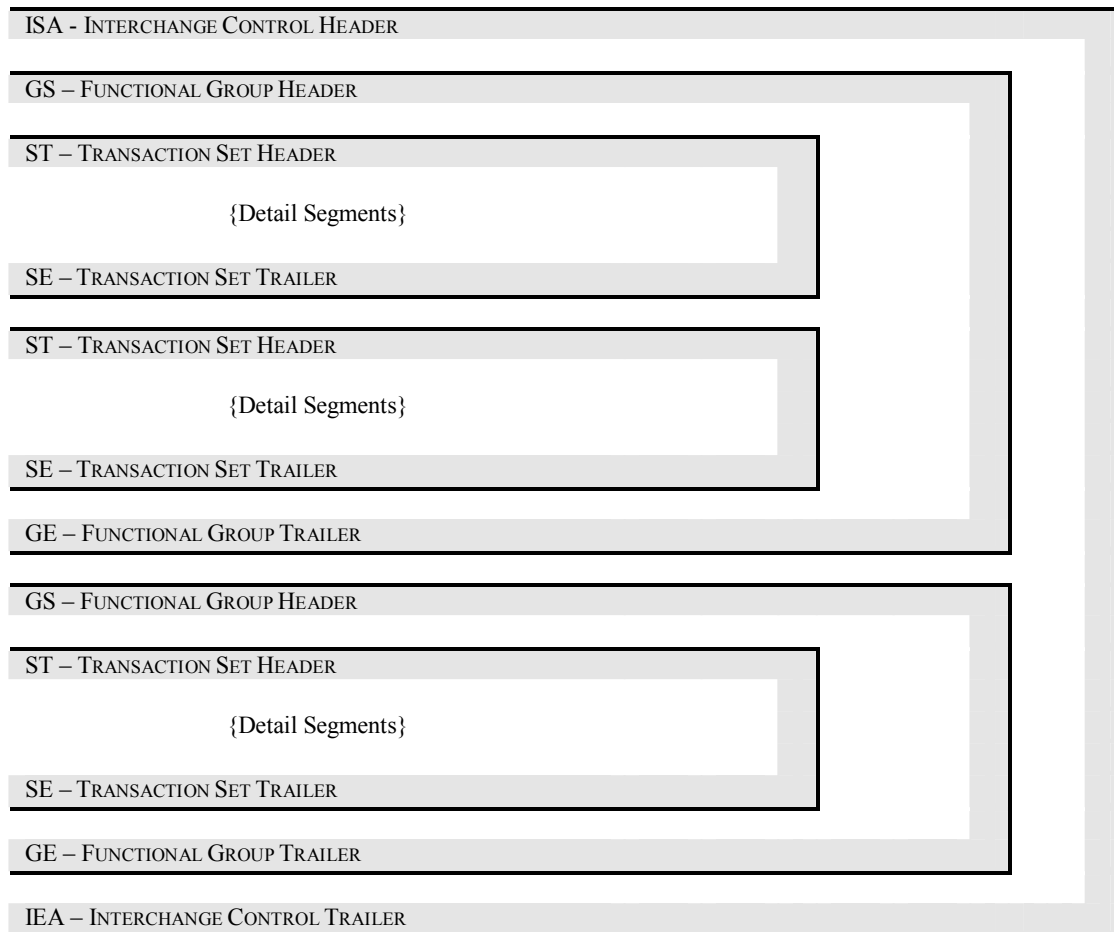 ISA - INTERCHANGE CONTROL HEADER
GS – FUNCTIONAL GROUP HEADER
ST – TRANSACTION SET HEADER
{Detail Segments}
SE – TRANSACTION SET TRAILER
ST – TRANSACTION SET HEADER
{Detail Segments}
SE – TRANSACTION SET TRAILER
GE – FUNCTIONAL GROUP TRAILER
GS – FUNCTIONAL GROUP HEADER
ST – TRANSACTION SET HEADER
{Detail Segments}
SE – TRANSACTION SET TRAILER
GE – FUNCTIONAL GROUP TRAILER
IEA – INTERCHANGE CONTROL TRAILER